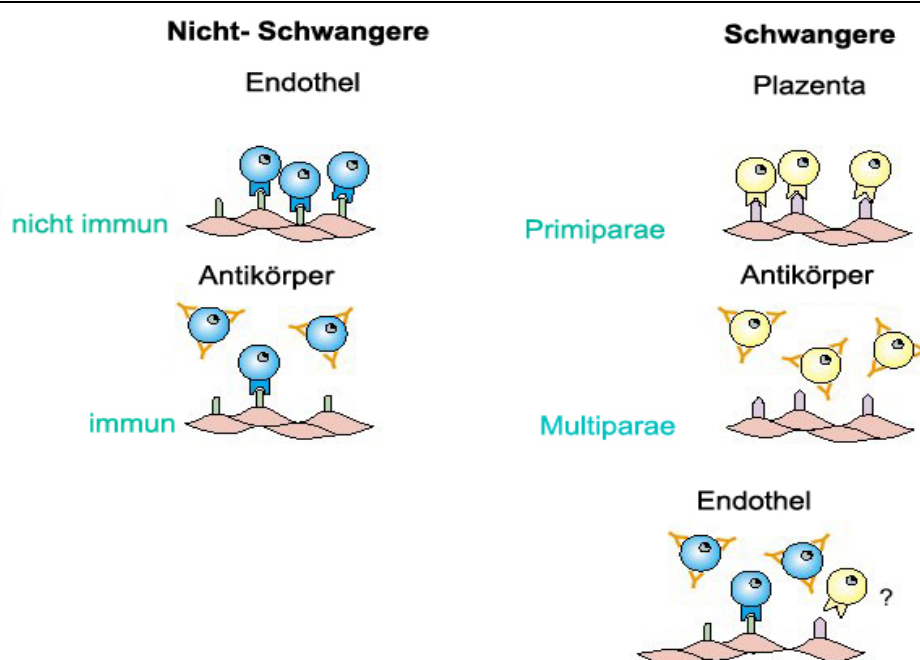 Nicht- Schwangere
Schwangere
Endothel
Plazenta
nicht immun
Primiparae
Antikörper
Antikörper
immun
Multiparae
Endothel
?